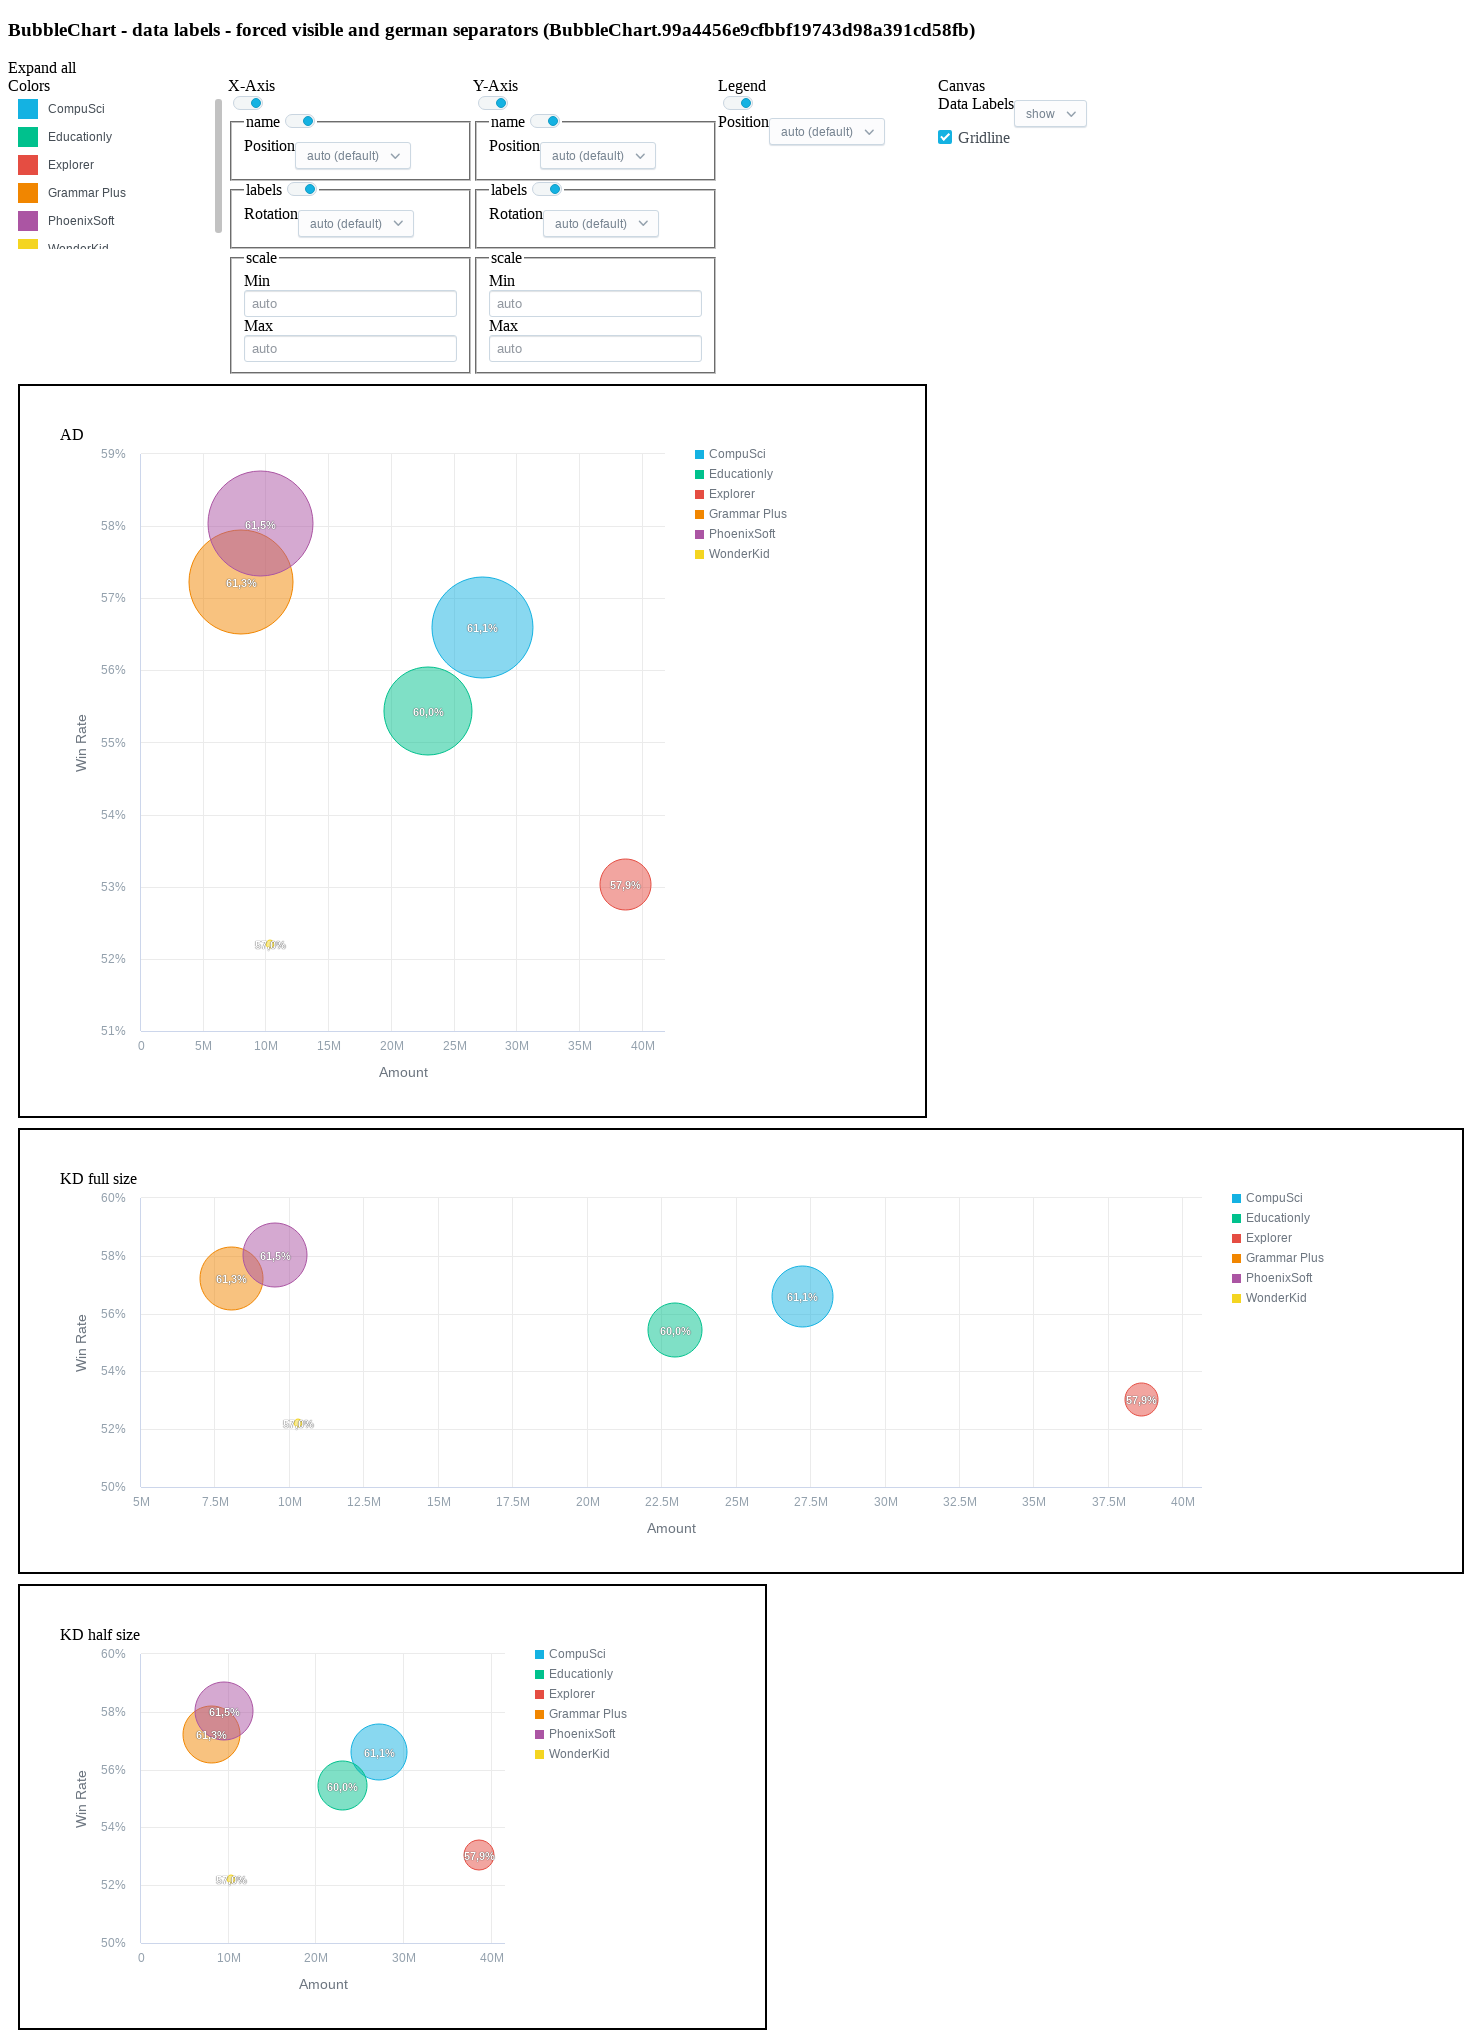 BubbleChart - data labels - forced visible and german separators (BubbleChart.99a4456e9cfbbf19743d98a391cd58fb)
Expand all
Colors
CompuSci
Educationly
Explorer
Grammar Plus
PhoenixSoft
WonderKid
X-Axis
name
Position auto (default)
labels
Rotation auto (default)
scale
Min
auto
Max
auto
Y-Axis
name
Position auto (default)
labels
Rotation auto (default)
scale
Min
auto
Max
auto
Legend
Position auto (default)
Canvas
Data Labels show
Gridline
AD
59%
58%
57%
56%
55%
54%
53%
52%
51%
Win Rate
61,5%
61,3%
61,1%
60,0%
57,9%
57,0%
0 5M 10M 15M 20M 25M 30M 35M 40M
Amount
CompuSci
Educationly
Explorer
Grammar Plus
PhoenixSoft
WonderKid
KD full size
60%
58%
56%
54%
52%
50%
Win Rate
61,5%
61,3%
61,1%
60,0%
57,9%
57,0%
5M 7.5M 10M 12.5M 15M 17.5M 20M 22.5M 25M 27.5M 30M 32.5M 35M 37.5M 40M
Amount
CompuSci
Educationly
Explorer
Grammar Plus
PhoenixSoft
WonderKid
KD half size
60%
58%
56%
54%
52%
50%
Win Rate
61,5%
61,3%
61,1%
60,0%
57,9%
57,0%
0 10M 20M 30M 40M
Amount
CompuSci
Educationly
Explorer
Grammar Plus
PhoenixSoft
WonderKid